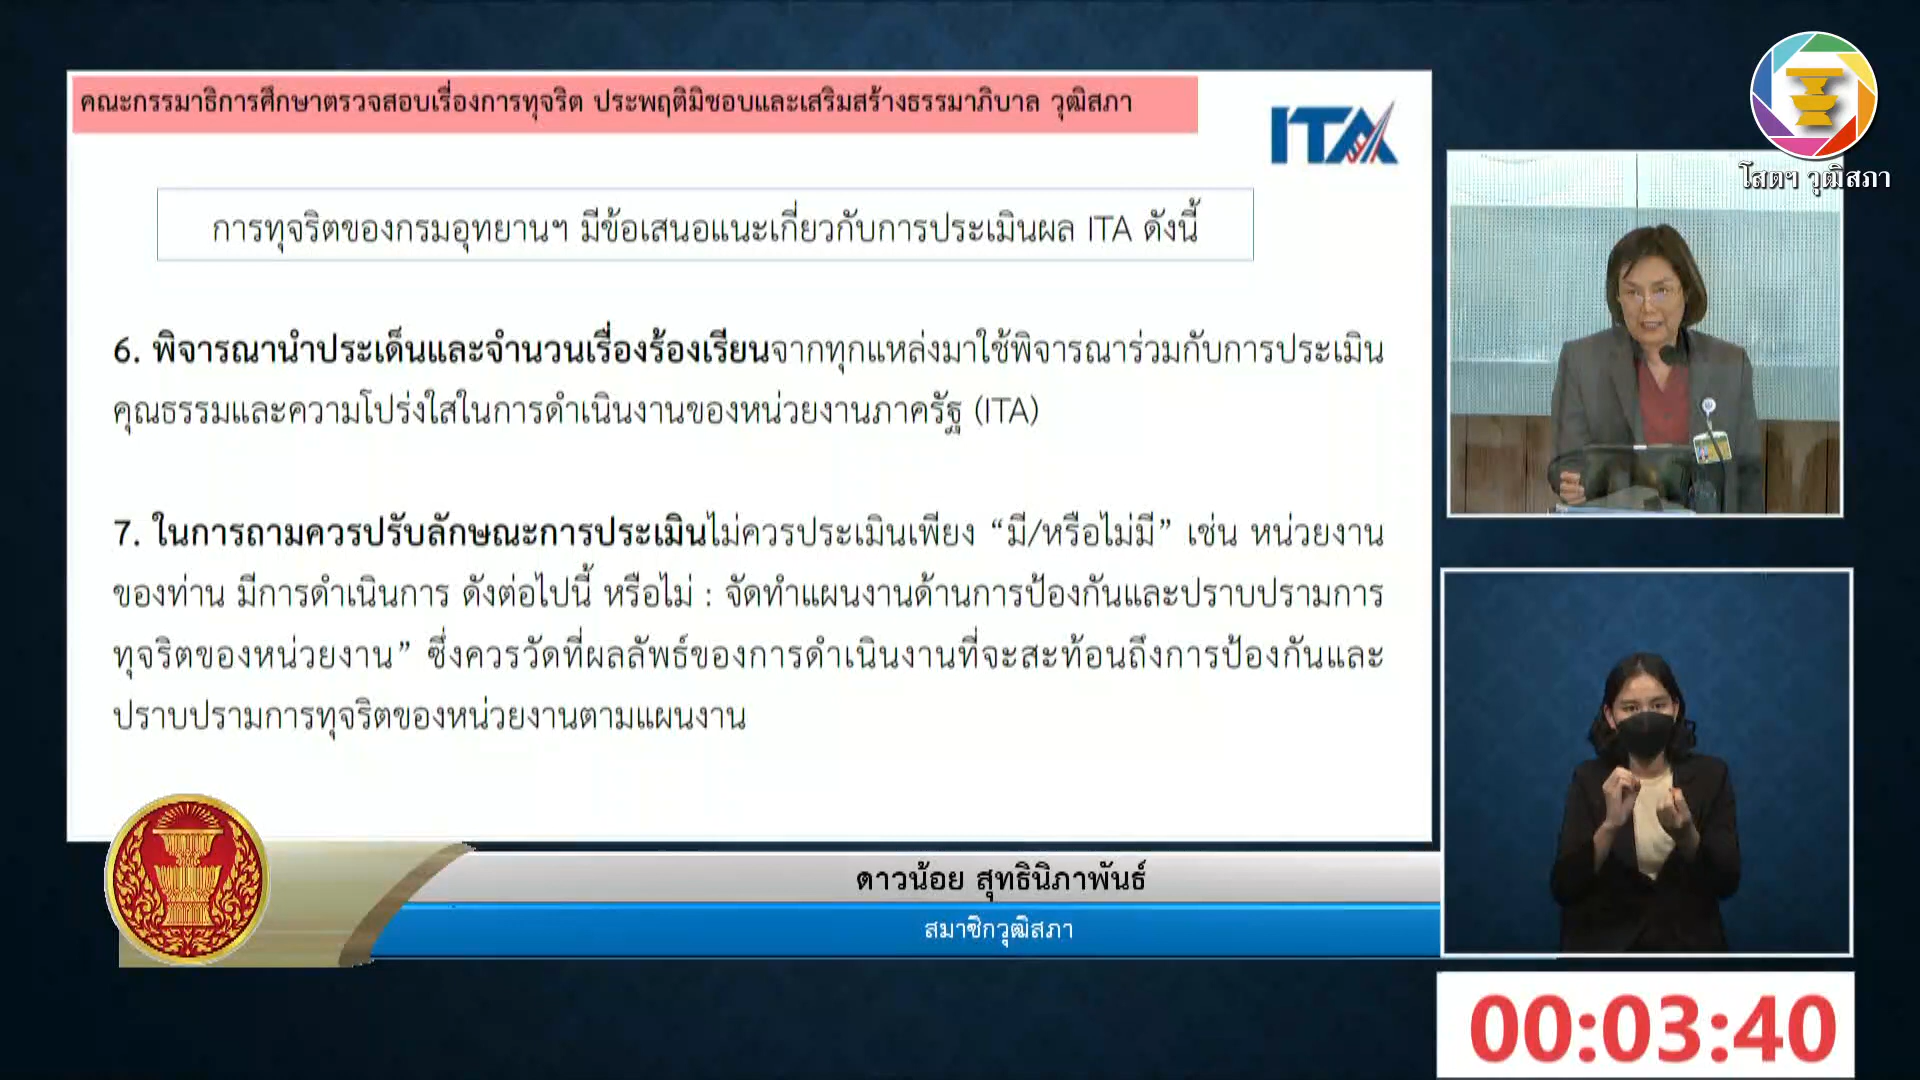 คณะกรรมาธิการศึกษาตรวจสอบเรื่องการทุจริต ประพฤติมิชอบและเสริมสร้างธรรมาภิบาล วุฒิสภา
ITA
โสตฯ วุฒิสภา
การทุจริตของกรมอุทยานฯ มีข้อเสนอแนะเกี่ยวกับการประเมินผล ITA ดังนี้
6. พิจารณานำประเด็นและจำนวนเรื่องร้องเรียนจากทุกแหล่งมาใช้พิจารณาร่วมกับการประเมิน
คุณธรรมและความโปร่งใสในการดำเนินงานของหน่วยงานภาครัฐ (ITA)
7. ในการถามควรปรับลักษณะการประเมินไม่ควรประเมินเพียง “มี/หรือไม่มี” เช่น หน่วยงาน
ของท่าน มีการดำเนินการ ดังต่อไปนี้ หรือไม่ : จัดทำแผนงานด้านการป้องกันและปราบปรามการ
ทุจริตของหน่วยงาน” ซึ่งควรวัดที่ผลลัพธ์ของการดำเนินงานที่จะสะท้อนถึงการป้องกันและ
ปราบปรามการทุจริตของหน่วยงานตามแผนงาน
ดาวน้อย สุทธินิภาพันธ์
สมาชิกวุฒิสภา
00:03:40